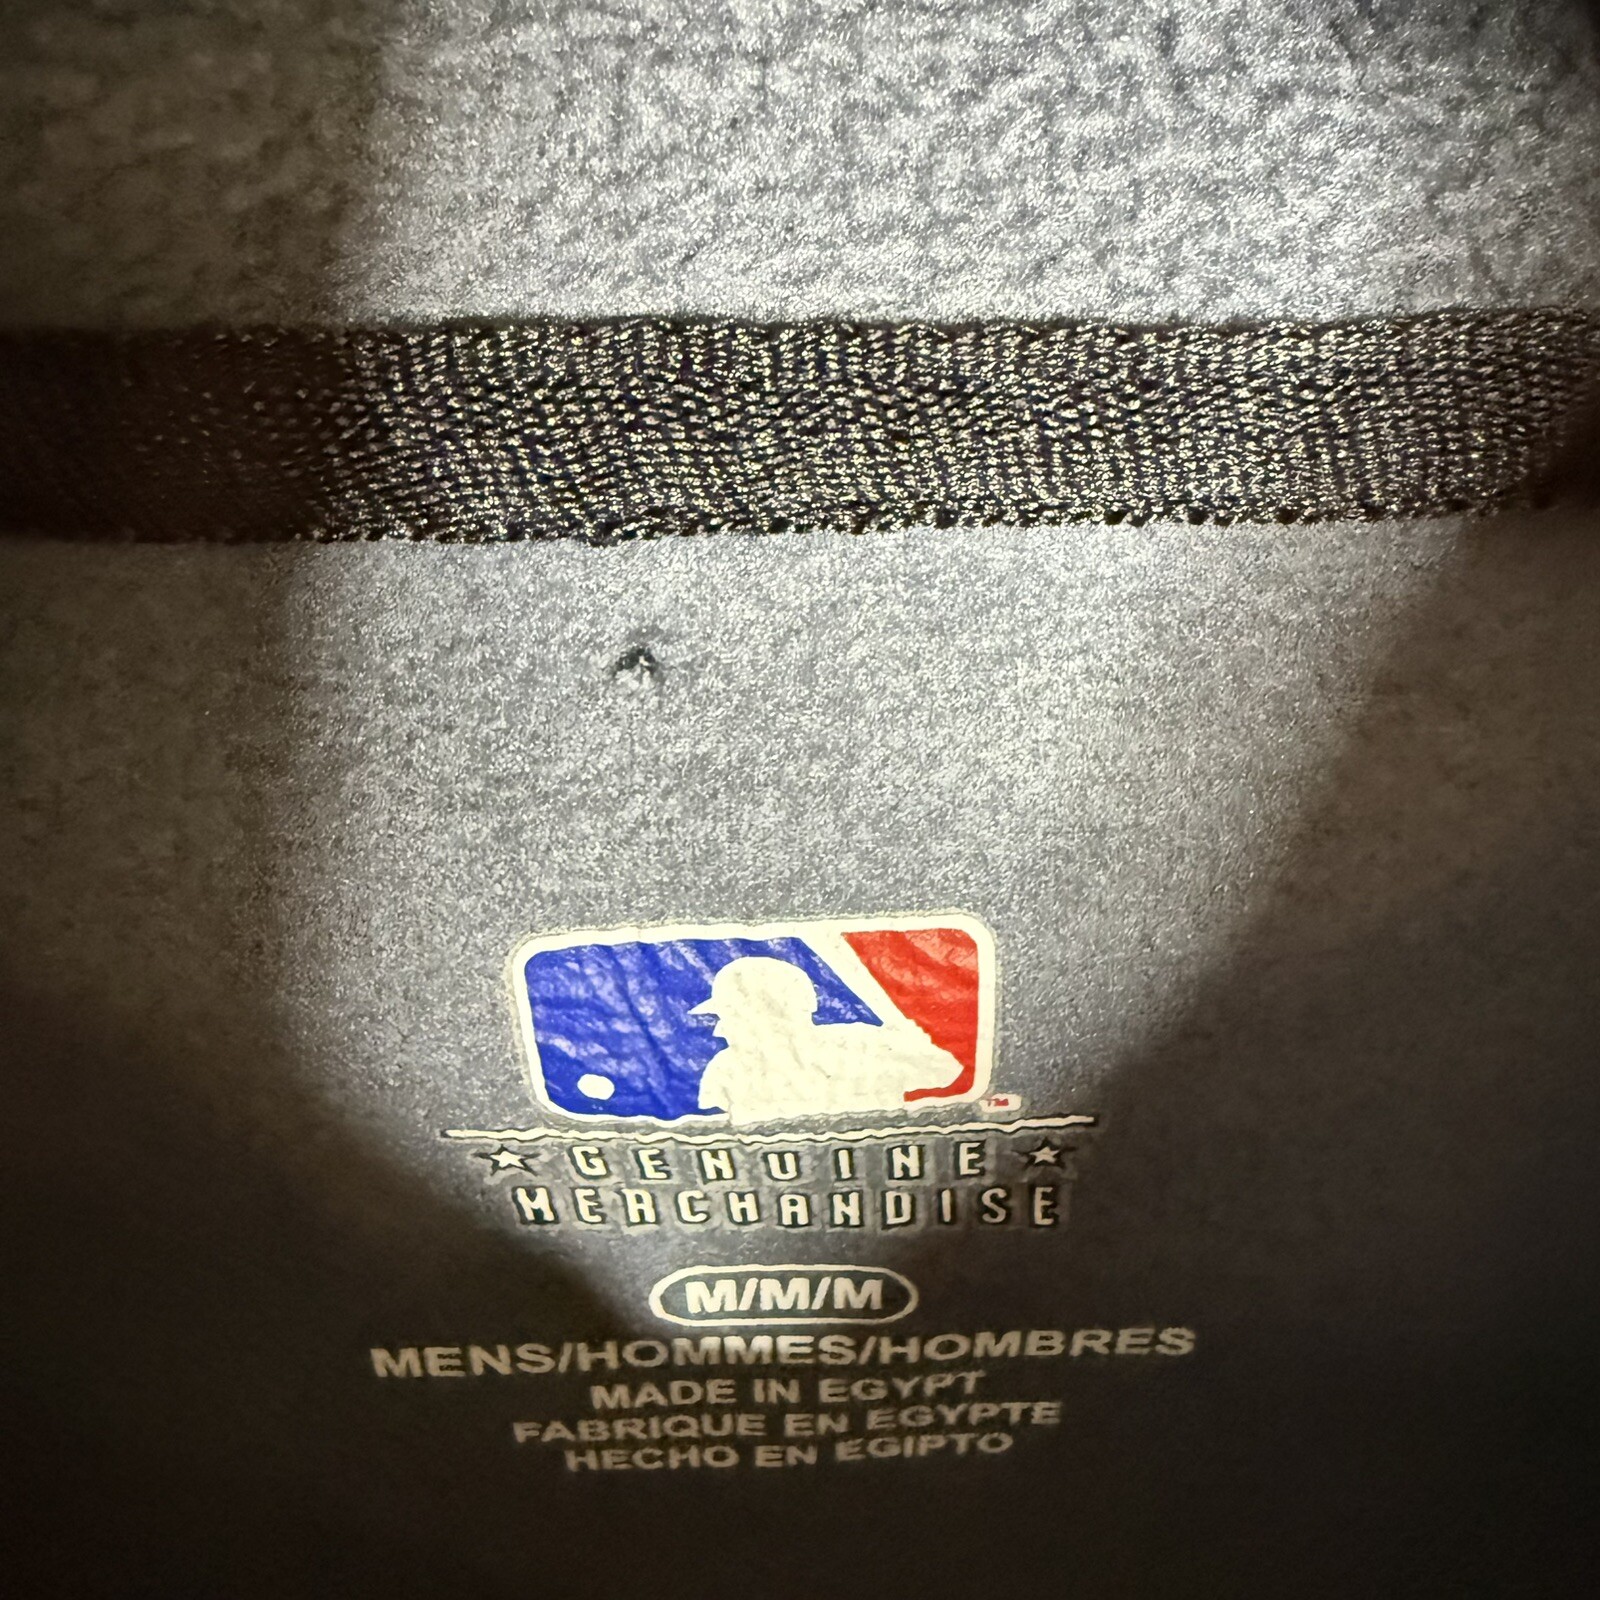 TM
GENUINE
MERCHANDISE
M/M/M
MENS/HOMMES/HOMBRES
MADE IN EGYPT
FABRIQUE EN EGYPTE
HECHO EN EGIPTO